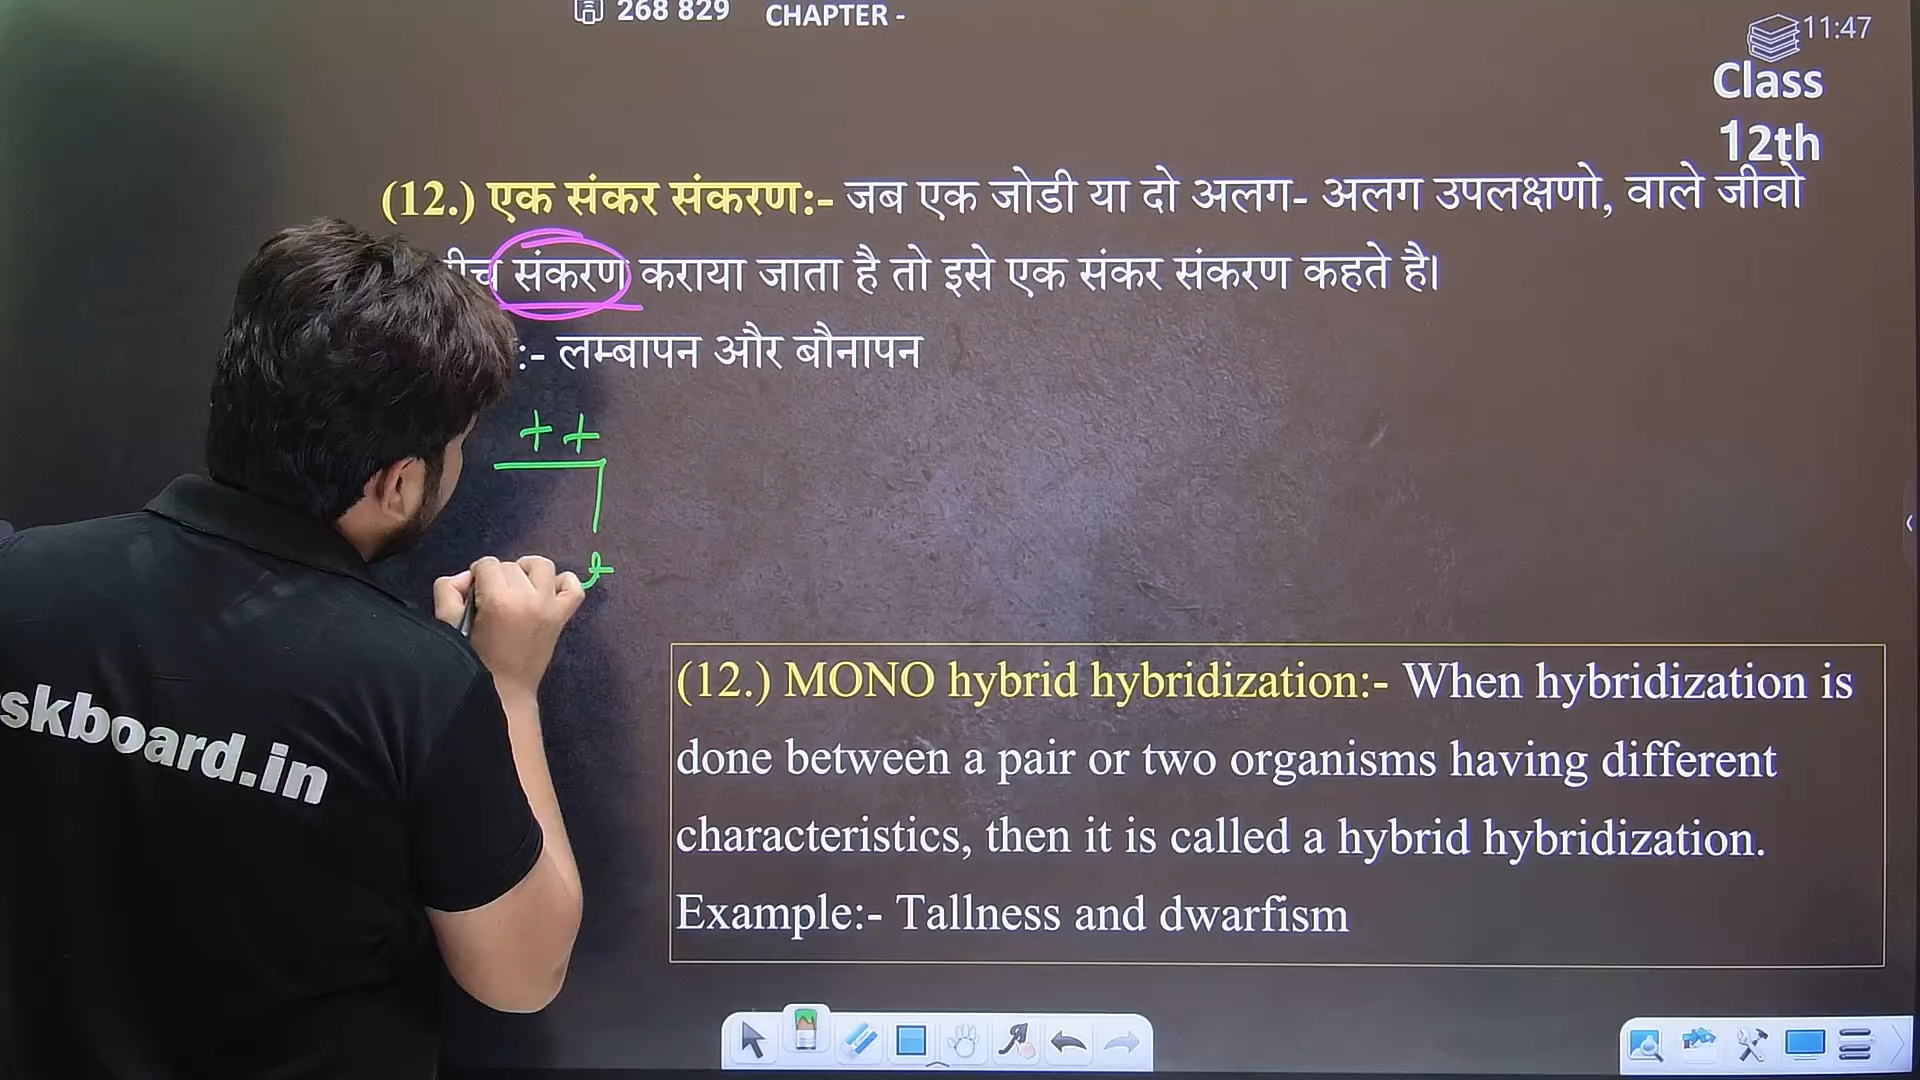 268 829 CHAPTER -
11:47
Class
12th
(12.) एक संकर संकरण:- जब एक जोडी या दो अलग- अलग उपलक्षणो, वाले जीवो
संकरण कराया जाता है तो इसे एक संकर संकरण कहते है।
:- लम्बापन और बौनापन
++
skboard.in
(12.) MONO hybrid hybridization:- When hybridization is
done between a pair or two organisms having different
characteristics, then it is called a hybrid hybridization.
Example:- Tallness and dwarfism